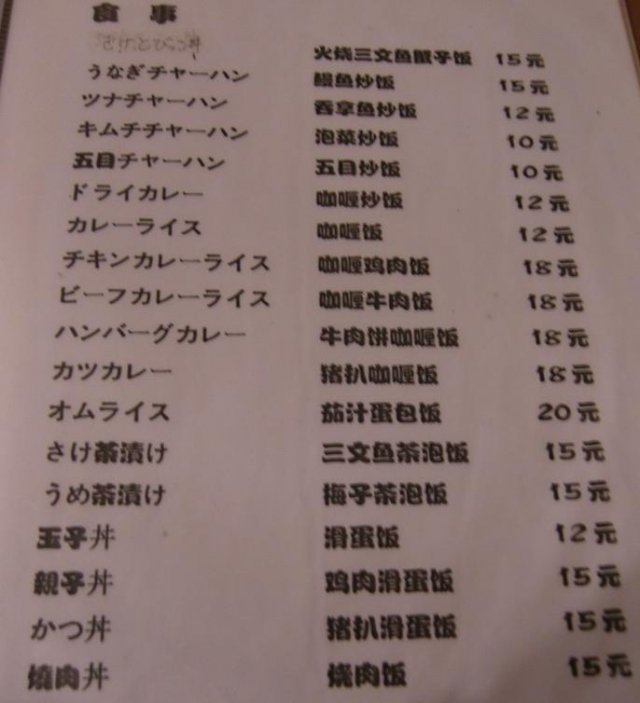 食事
火烧三文鱼蟹子饭 15元
うなぎチャーハン 鳗鱼炒饭 15元
ツナチャーハン 吞拿鱼炒饭 12元
キムチチャーハン 泡菜炒饭 10元
五目チャーハン 五目炒饭 10元
ドライカレー 咖喱炒饭 12元
カレーライス 咖喱饭 12元
チキンカレーライス 咖喱鸡肉饭 18元
ビーフカレーライス 咖喱牛肉饭 18元
ハンバーグカレー 牛肉饼咖喱饭 18元
カツカレー 猪扒咖喱饭 18元
オムライス 茄汁蛋包饭 20元
さけ茶漬け 三文鱼茶泡饭 15元
うめ茶漬け 梅子茶泡饭 15元
玉子丼 滑蛋饭 12元
親子丼 鸡肉滑蛋饭 15元
かつ丼 猪扒滑蛋饭 15元
焼肉丼 烧肉饭 15元